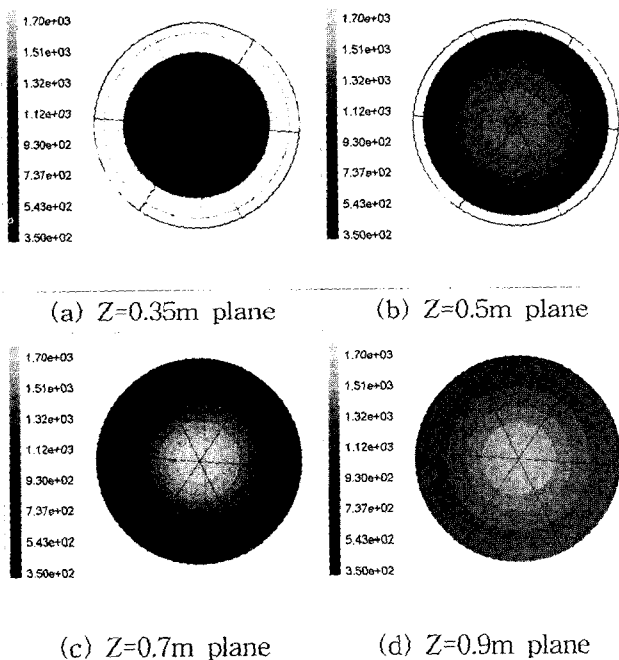 1.70e+03
1.51e+03
1.32e+03
1.12e+03
9.30e+02
7.37e+02
5.43e+02
3.50e+02
(a) Z=0.35m plane
1.70e+03
1.51e+03
1.32e+03
1.12e+03
9.30e+02
7.37e+02
5.43e+02
3.50e+02
(b) Z=0.5m plane
1.70e+03
1.51e+03
1.32e+03
1.12e+03
9.30e+02
7.37e+02
5.43e+02
3.50e+02
(c) Z=0.7m plane
1.70e+03
1.51e+03
1.32e+03
1.12e+03
9.30e+02
7.37e+02
5.43e+02
3.50e+02
(d) Z=0.9m plane